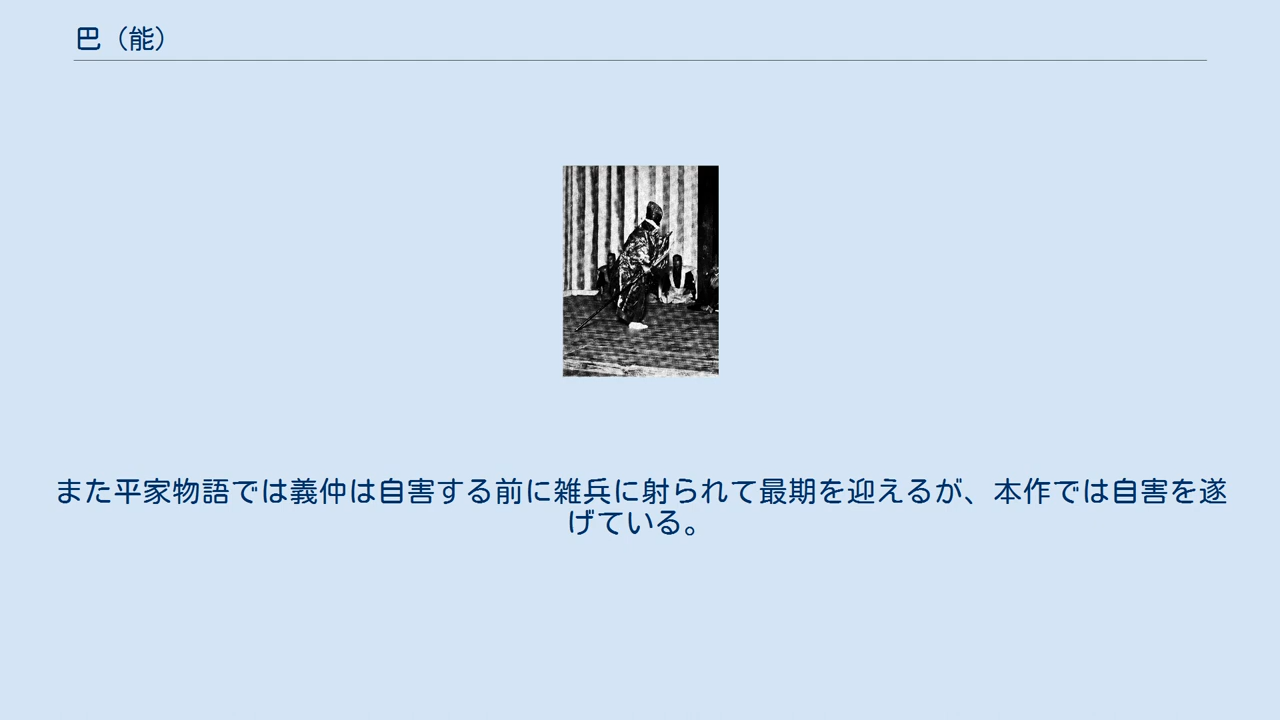 巴（能）
また平家物語では義仲は自害する前に雑兵に射られて最期を迎えるが、本作では自害を遂
げている。